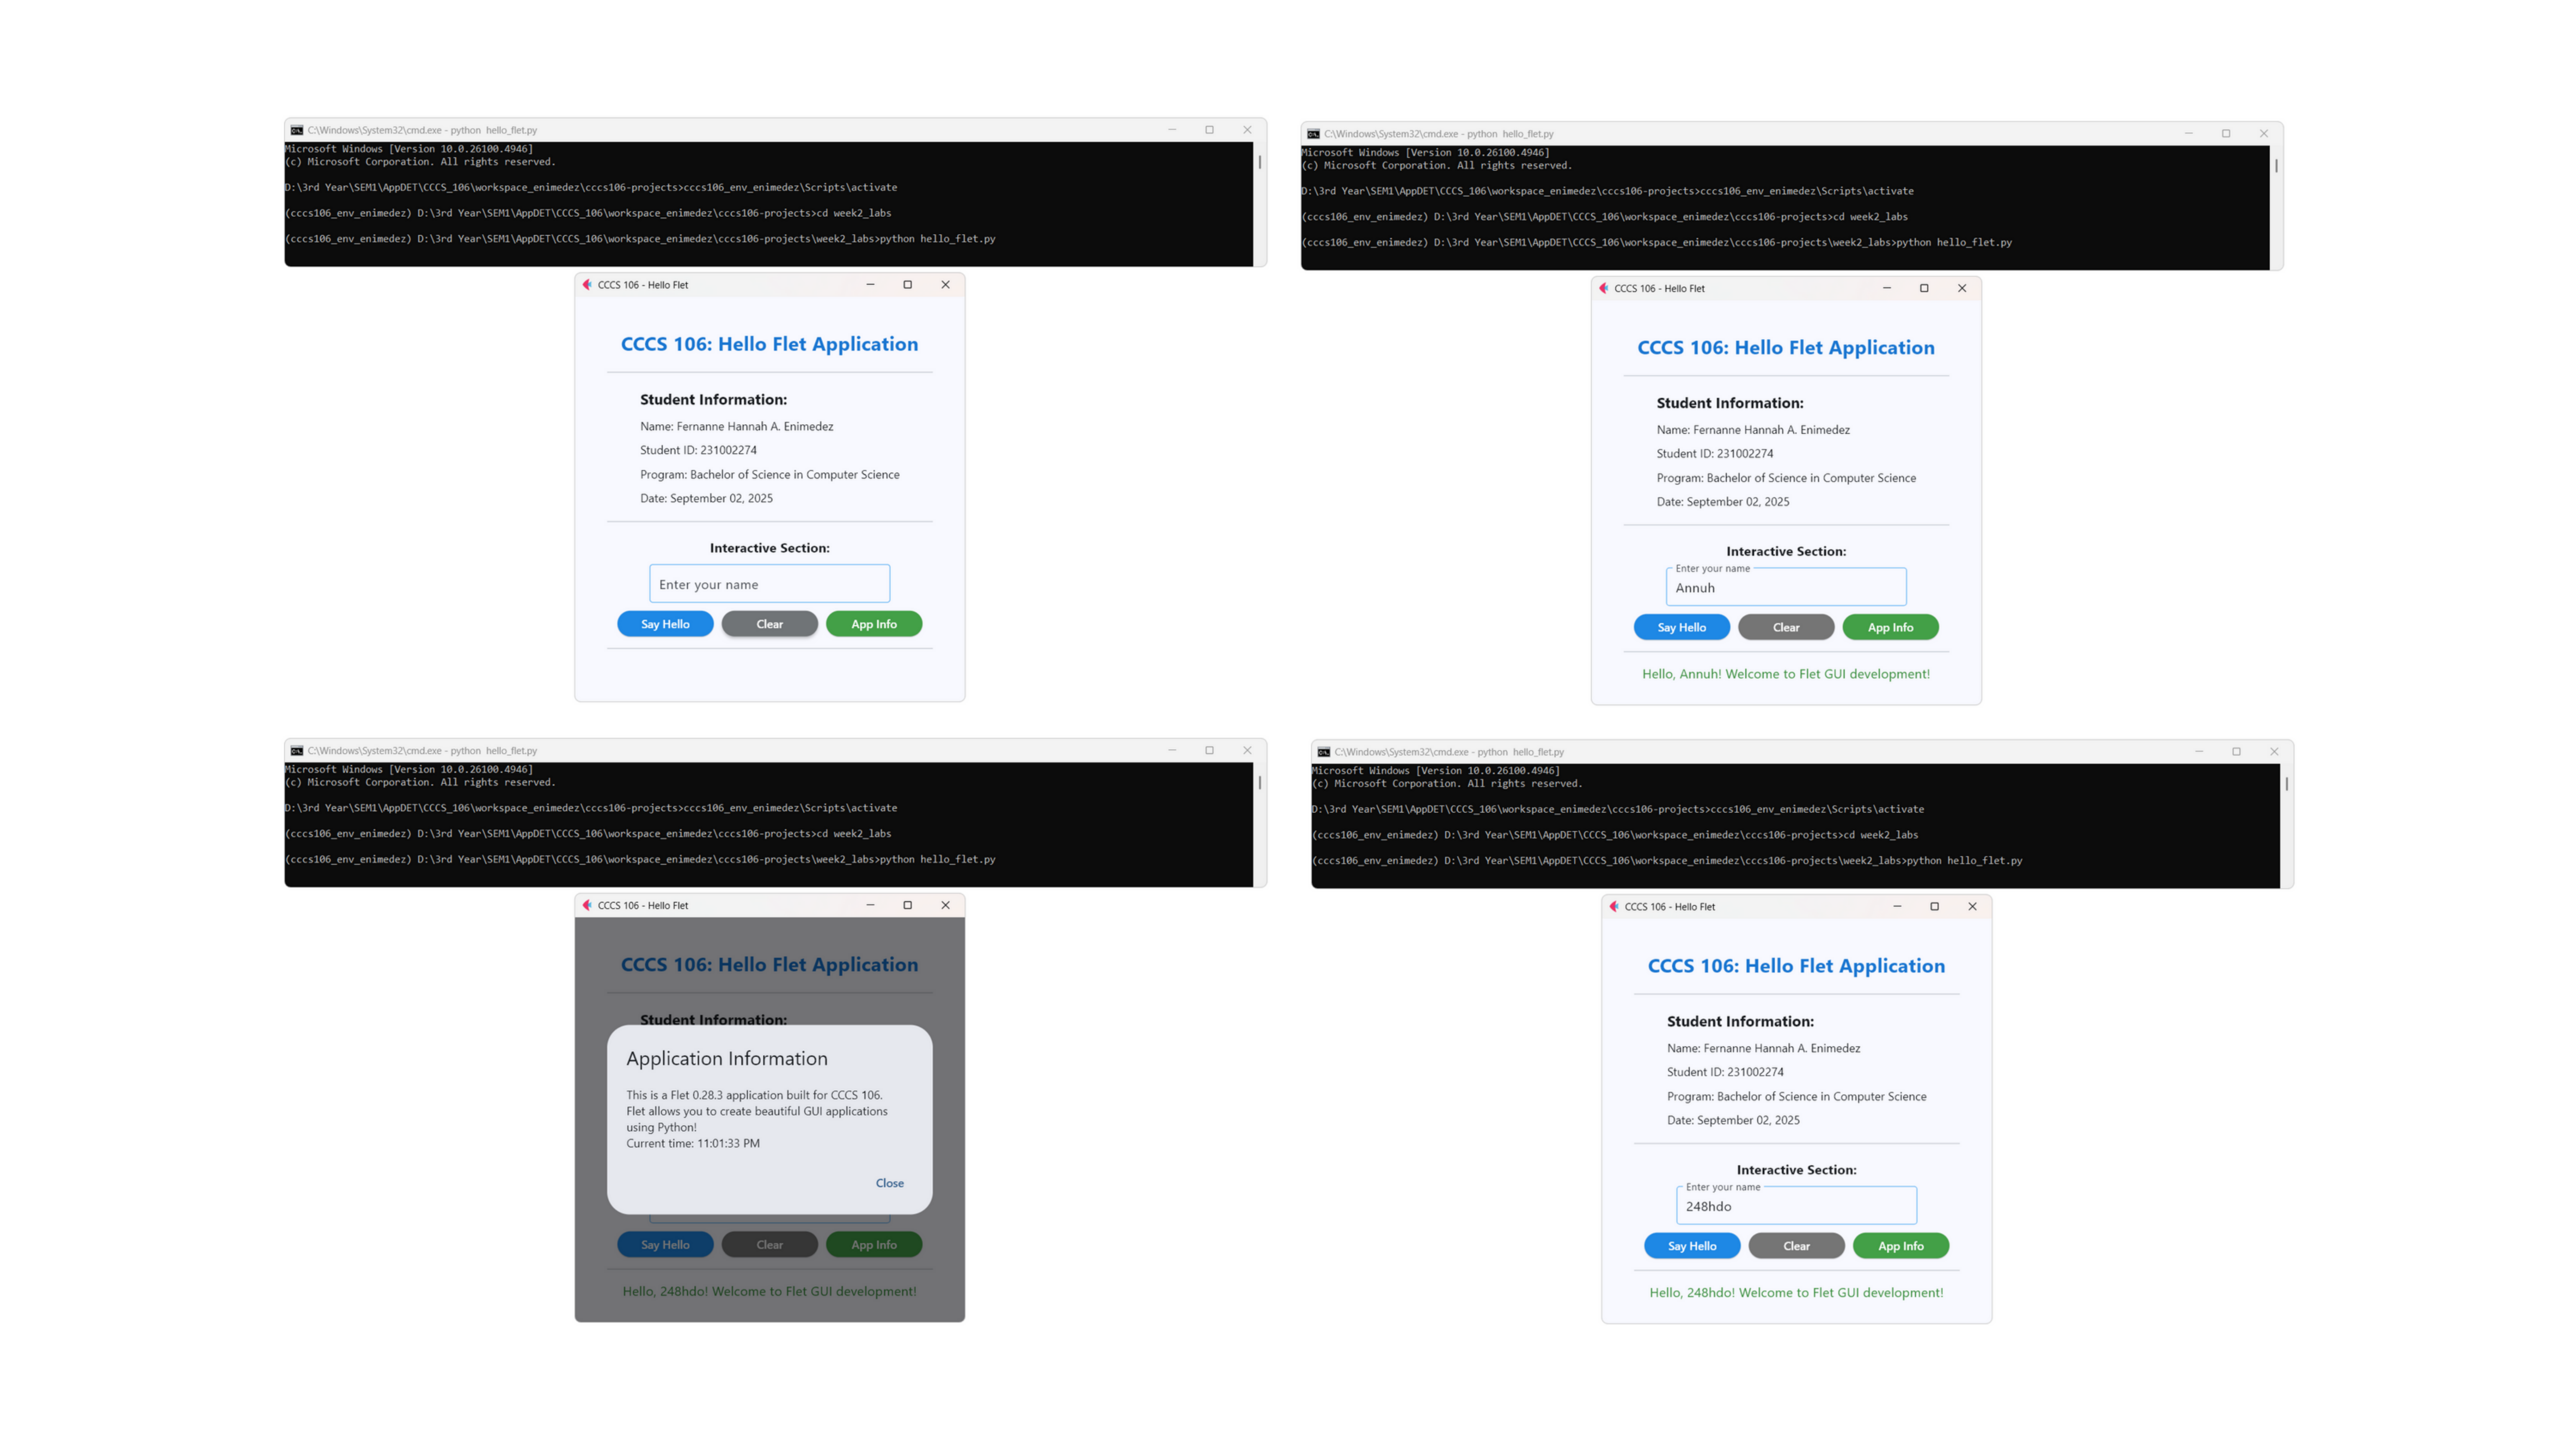 C:\Windows\System32\cmd.exe - python  hello_flet.py
Microsoft Windows [Version 10.0.26100.4946]
(c) Microsoft Corporation. All rights reserved.
D:\3rd Year\SEM1\AppDET\CCCS_106\workspace_enimedez\cccs106-projects>cccs106_env_enimedez\Scripts\activate
(cccs106_env_enimedez) D:\3rd Year\SEM1\AppDET\CCCS_106\workspace_enimedez\cccs106-projects>cd week2_labs
(cccs106_env_enimedez) D:\3rd Year\SEM1\AppDET\CCCS_106\workspace_enimedez\cccs106-projects\week2_labs>python hello_flet.py
CCCS 106 - Hello Flet
CCCS 106: Hello Flet Application
Student Information:
Name: Fernanne Hannah A. Enimedez
Student ID: 231002274
Program: Bachelor of Science in Computer Science
Date: September 02, 2025
Interactive Section:
Enter your name
Say Hello Clear App Info
C:\Windows\System32\cmd.exe - python  hello_flet.py
Microsoft Windows [Version 10.0.26100.4946]
(c) Microsoft Corporation. All rights reserved.
D:\3rd Year\SEM1\AppDET\CCCS_106\workspace_enimedez\cccs106-projects>cccs106_env_enimedez\Scripts\activate
(cccs106_env_enimedez) D:\3rd Year\SEM1\AppDET\CCCS_106\workspace_enimedez\cccs106-projects>cd week2_labs
(cccs106_env_enimedez) D:\3rd Year\SEM1\AppDET\CCCS_106\workspace_enimedez\cccs106-projects\week2_labs>python hello_flet.py
CCCS 106 - Hello Flet
CCCS 106: Hello Flet Application
Student Information:
Name: Fernanne Hannah A. Enimedez
Student ID: 231002274
Program: Bachelor of Science in Computer Science
Date: September 02, 2025
Interactive Section:
Enter your name
Annuh
Say Hello Clear App Info
Hello, Annuh! Welcome to Flet GUI development!
C:\Windows\System32\cmd.exe - python  hello_flet.py
Microsoft Windows [Version 10.0.26100.4946]
(c) Microsoft Corporation. All rights reserved.
D:\3rd Year\SEM1\AppDET\CCCS_106\workspace_enimedez\cccs106-projects>cccs106_env_enimedez\Scripts\activate
(cccs106_env_enimedez) D:\3rd Year\SEM1\AppDET\CCCS_106\workspace_enimedez\cccs106-projects>cd week2_labs
(cccs106_env_enimedez) D:\3rd Year\SEM1\AppDET\CCCS_106\workspace_enimedez\cccs106-projects\week2_labs>python hello_flet.py
CCCS 106 - Hello Flet
CCCS 106: Hello Flet Application
Student Information:
Application Information
This is a Flet 0.28.3 application built for CCCS 106.
Flet allows you to create beautiful GUI applications
using Python!
Current time: 11:01:33 PM
Close
Say Hello Clear App Info
Hello, 248hdo! Welcome to Flet GUI development!
C:\Windows\System32\cmd.exe - python  hello_flet.py
Microsoft Windows [Version 10.0.26100.4946]
(c) Microsoft Corporation. All rights reserved.
D:\3rd Year\SEM1\AppDET\CCCS_106\workspace_enimedez\cccs106-projects>cccs106_env_enimedez\Scripts\activate
(cccs106_env_enimedez) D:\3rd Year\SEM1\AppDET\CCCS_106\workspace_enimedez\cccs106-projects>cd week2_labs
(cccs106_env_enimedez) D:\3rd Year\SEM1\AppDET\CCCS_106\workspace_enimedez\cccs106-projects\week2_labs>python hello_flet.py
CCCS 106 - Hello Flet
CCCS 106: Hello Flet Application
Student Information:
Name: Fernanne Hannah A. Enimedez
Student ID: 231002274
Program: Bachelor of Science in Computer Science
Date: September 02, 2025
Interactive Section:
Enter your name
248hdo
Say Hello Clear App Info
Hello, 248hdo! Welcome to Flet GUI development!